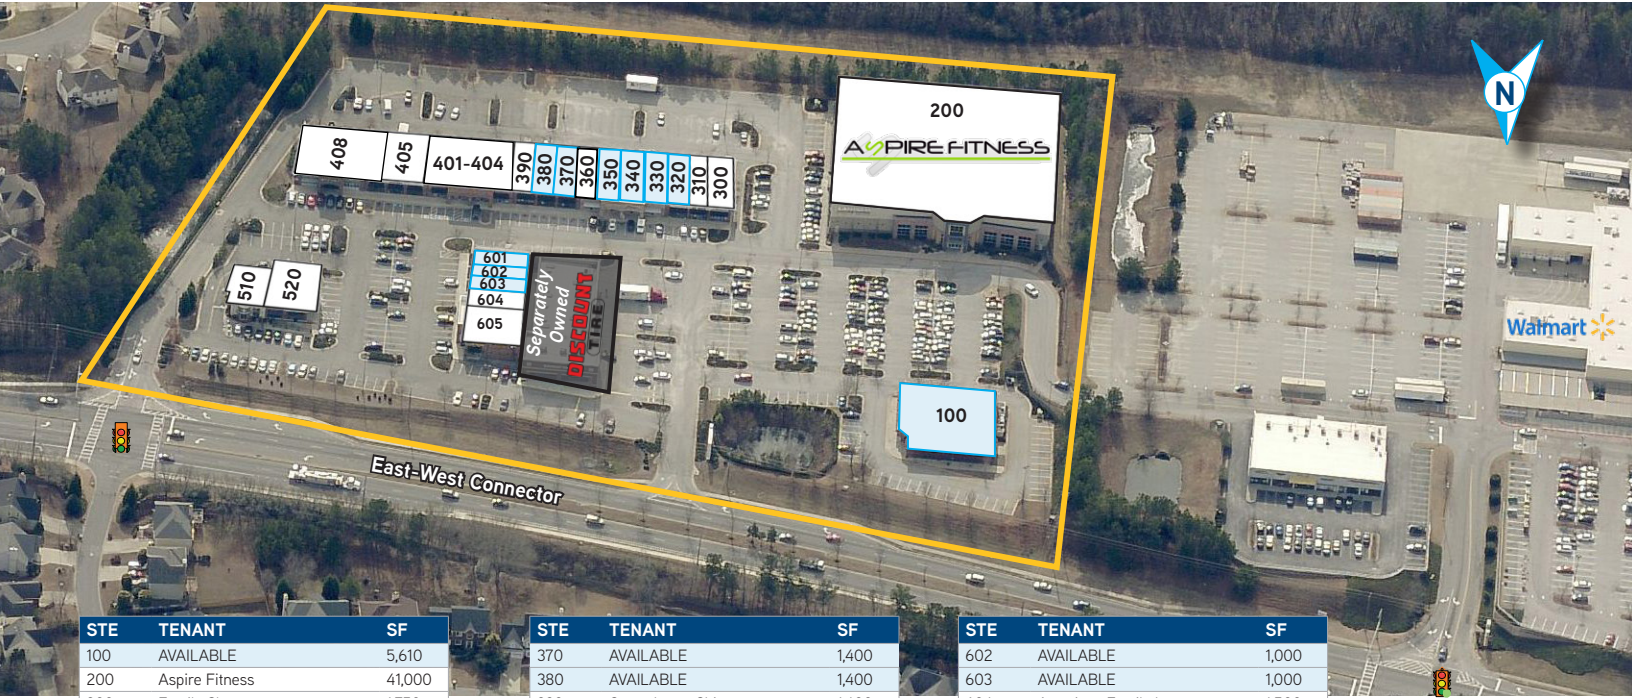 N
200
ASPIRE FITNESS
408
405
401-404
390
380
370
360
350
340
330
320
310
300
510
520
601
602
603
604
605
Separately
Owned
DISCOUNT
TIRE
Walmart
100
East-West Connector
STE TENANT SF
100 AVAILABLE 5,610
200 Aspire Fitness 41,000
STE TENANT SF
370 AVAILABLE 1,400
380 AVAILABLE 1,400
STE TENANT SF
602 AVAILABLE 1,000
603 AVAILABLE 1,000